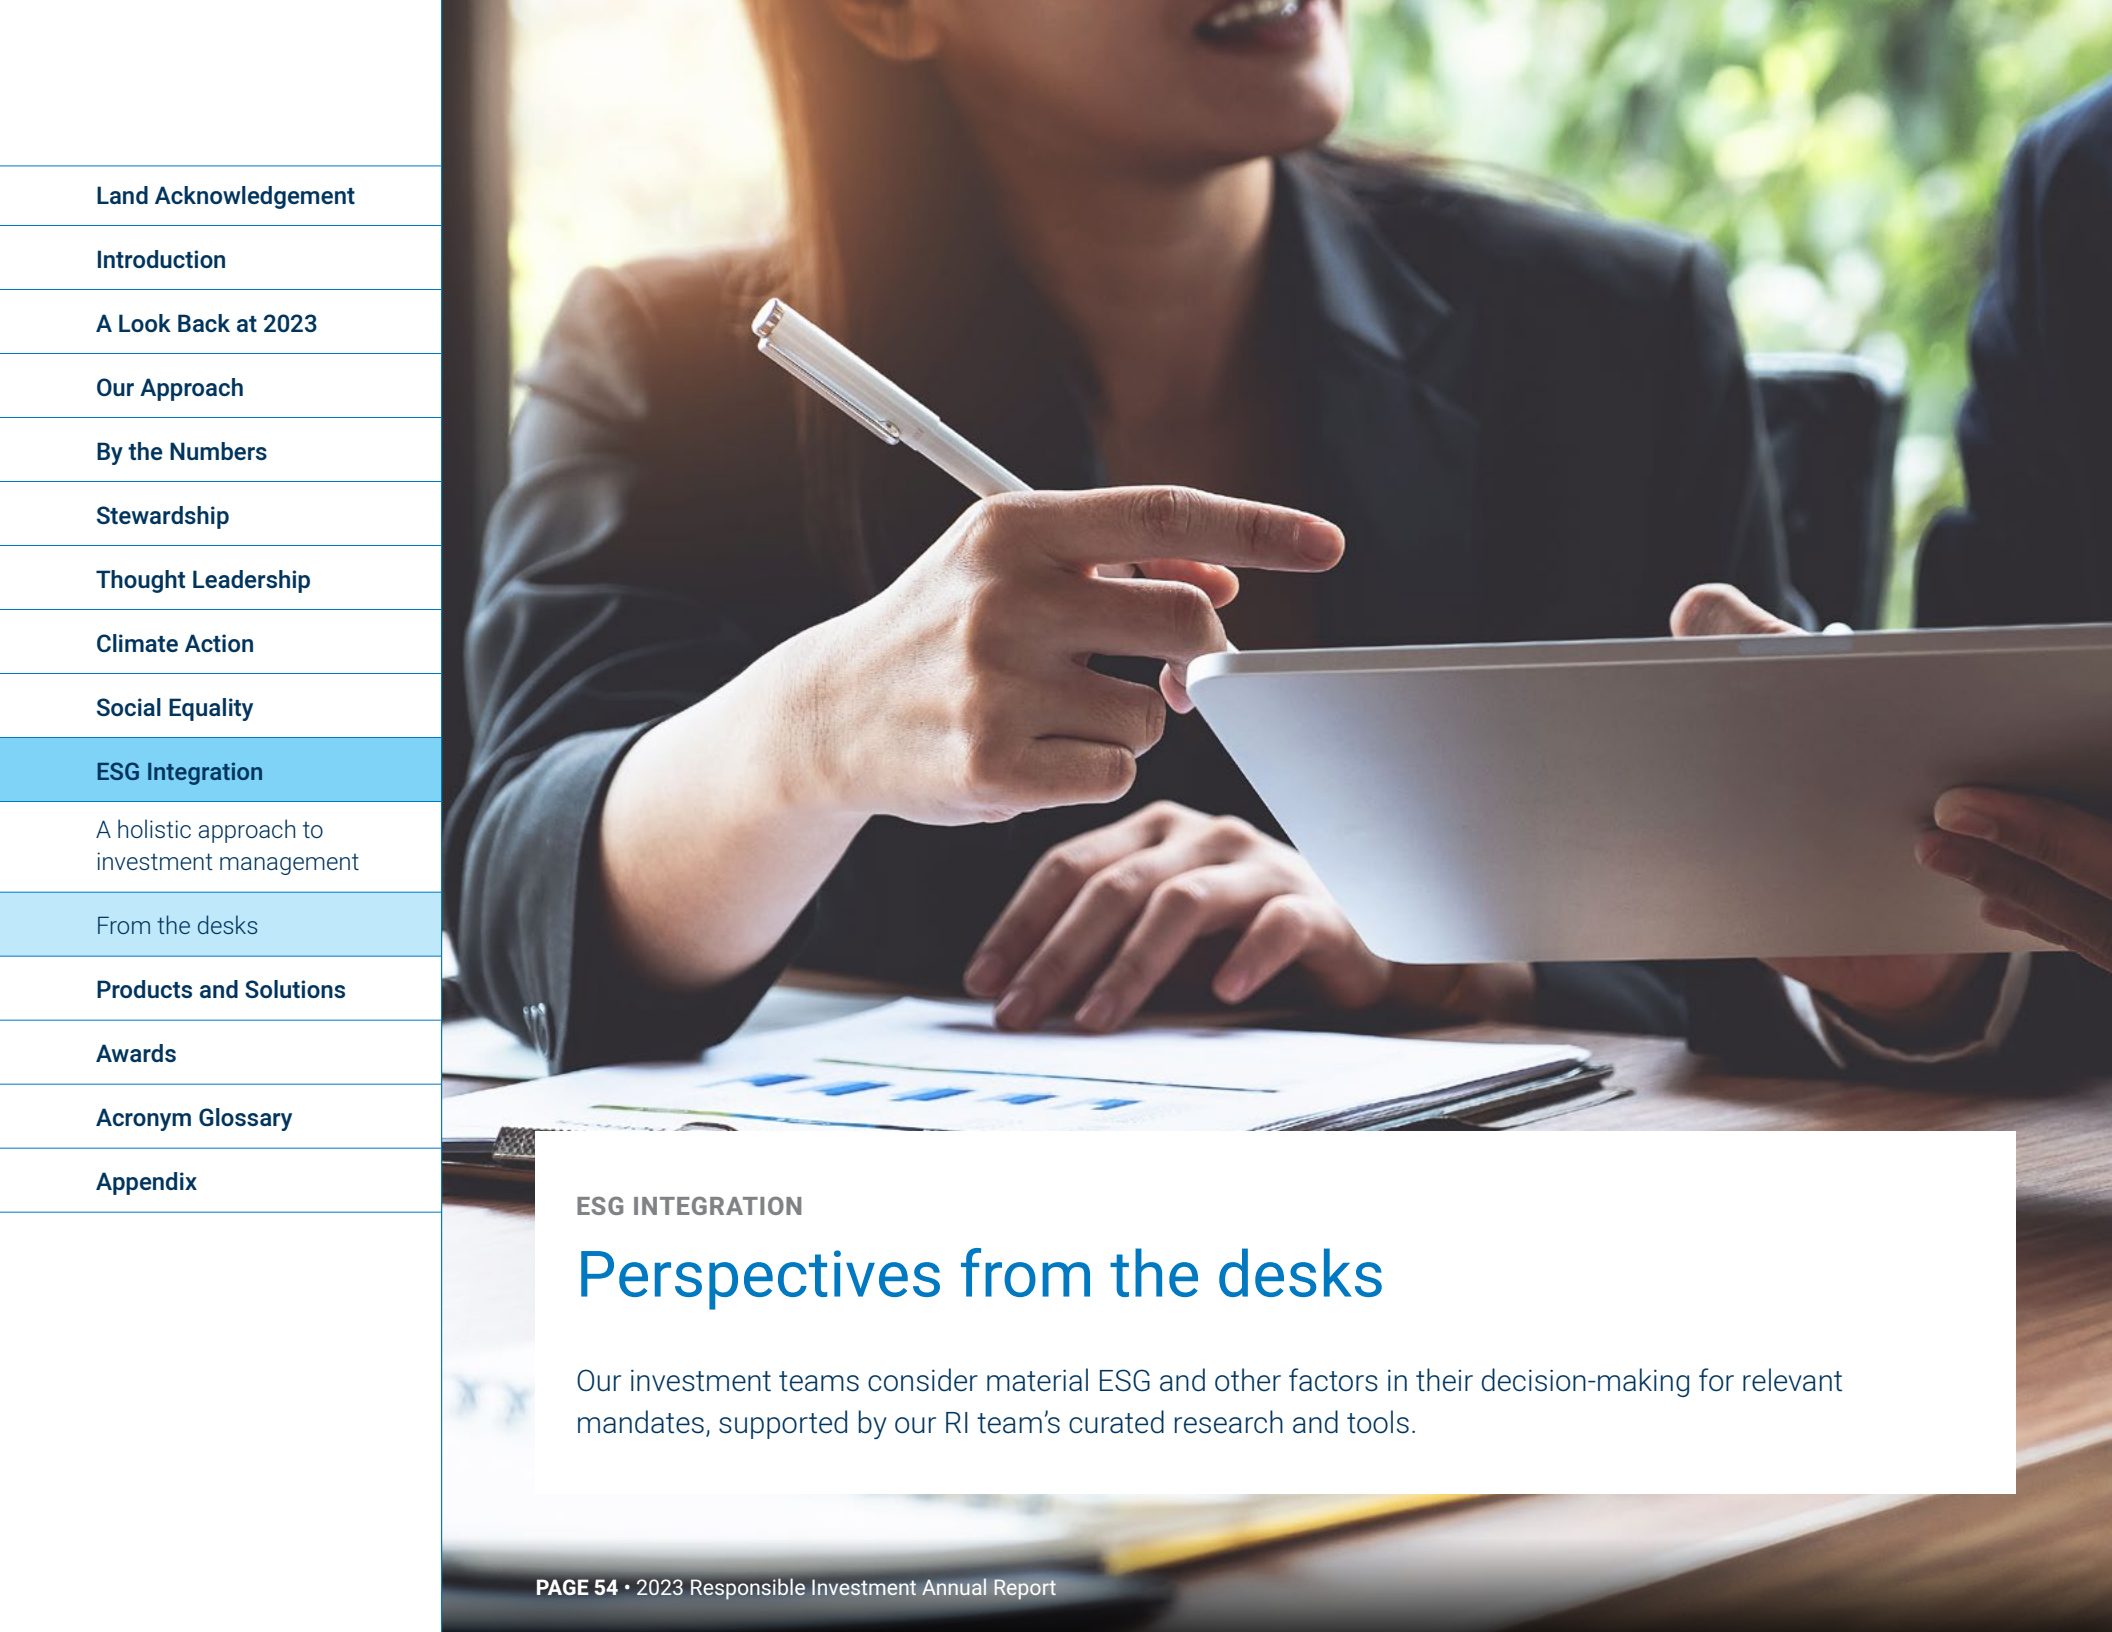 Land Acknowledgement
Introduction
A Look Back at 2023
Our Approach
By the Numbers
Stewardship
Thought Leadership
Climate Action
Social Equality
ESG Integration
A holistic approach to
investment management
From the desks
Products and Solutions
Awards
Acronym Glossary
Appendix
ESG INTEGRATION
Perspectives from the desks
Our investment teams consider material ESG and other factors in their decision-making for relevant
mandates, supported by our RI team’s curated research and tools.
PAGE 54 • 2023 Responsible Investment Annual Report